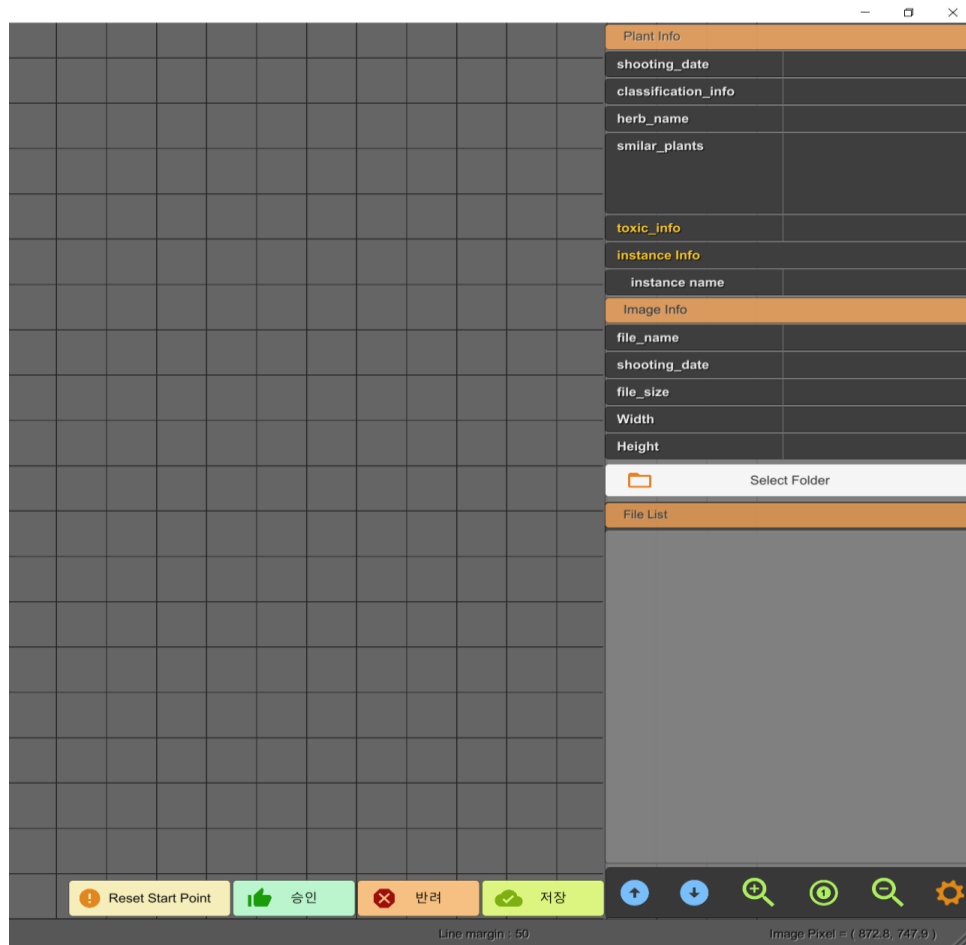 Plant Info
shooting_date
classification_info
herb_name
smilar_plants
toxic_info
instance Info
instance name
Image Info
file_name
shooting_date
file_size
Width
Height
Select Folder
File List
Reset Start Point 승인 반려 저장
Line margin : 50 Image Pixel = ( 872.8, 747.9 )